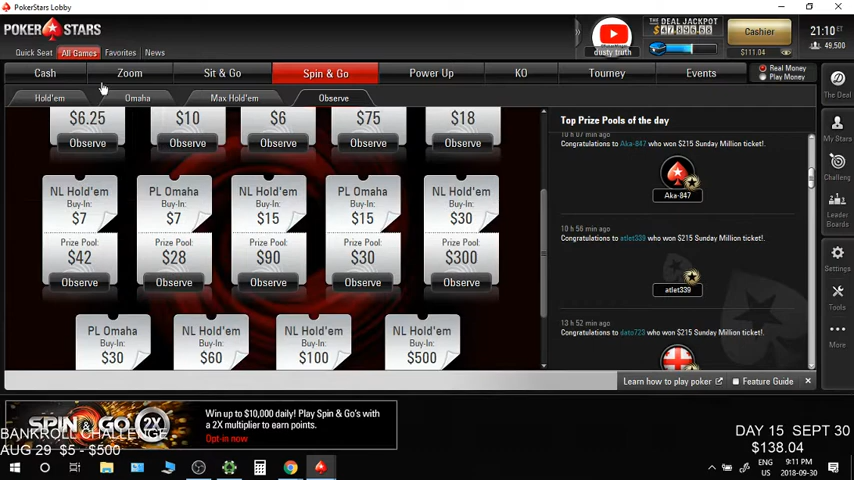 PokerStars Lobby
POKER STARS
dusty truth
THE DEAL JACKPOT
Cashier
$111.04
21:10 ET
49,500
Quick Seat All Games Favorites News
Cash Zoom Sit & Go Spin & Go Power Up KO Tourney Events
Real Money
Play Money
Hold'em Omaha Max Hold'em Observe
The Deal
My Stars
Challeng
Leader
Boards
Settings
Tools
More
$6.25 $10 $6 $75 $18
Observe Observe Observe Observe Observe
NL Hold'em PL Omaha NL Hold'em PL Omaha NL Hold'em
Buy-In: Buy-In: Buy-In: Buy-In: Buy-In:
$7 $7 $15 $15 $30
Prize Pool: Prize Pool: Prize Pool: Prize Pool: Prize Pool:
$42 $28 $90 $30 $300
Observe Observe Observe Observe Observe
PL Omaha NL Hold'em NL Hold'em NL Hold'em
Buy-In: Buy-In: Buy-In: Buy-In:
$30 $60 $100 $500
Top Prize Pools of the day
10 h 07 min ago
Congratulations to Aka-847 who won $215 Sunday Million ticket!.
Aka-847
10 h 56 min ago
Congratulations to atlet339 who won $215 Sunday Million ticket!.
atlet339
13 h 52 min ago
Congratulations to dato723 who won $215 Sunday Million ticket!.
Learn how to play poker Feature Guide
SPIN & GO 2X
Win up to $10,000 daily! Play Spin & Go's with
a 2X multiplier to earn points.
Opt-in now
BANKROLL CHALLENGE
AUG 29 $5 - $500
DAY 15 SEPT 30
$138.04
ENG
US
9:11 PM
2018-09-30